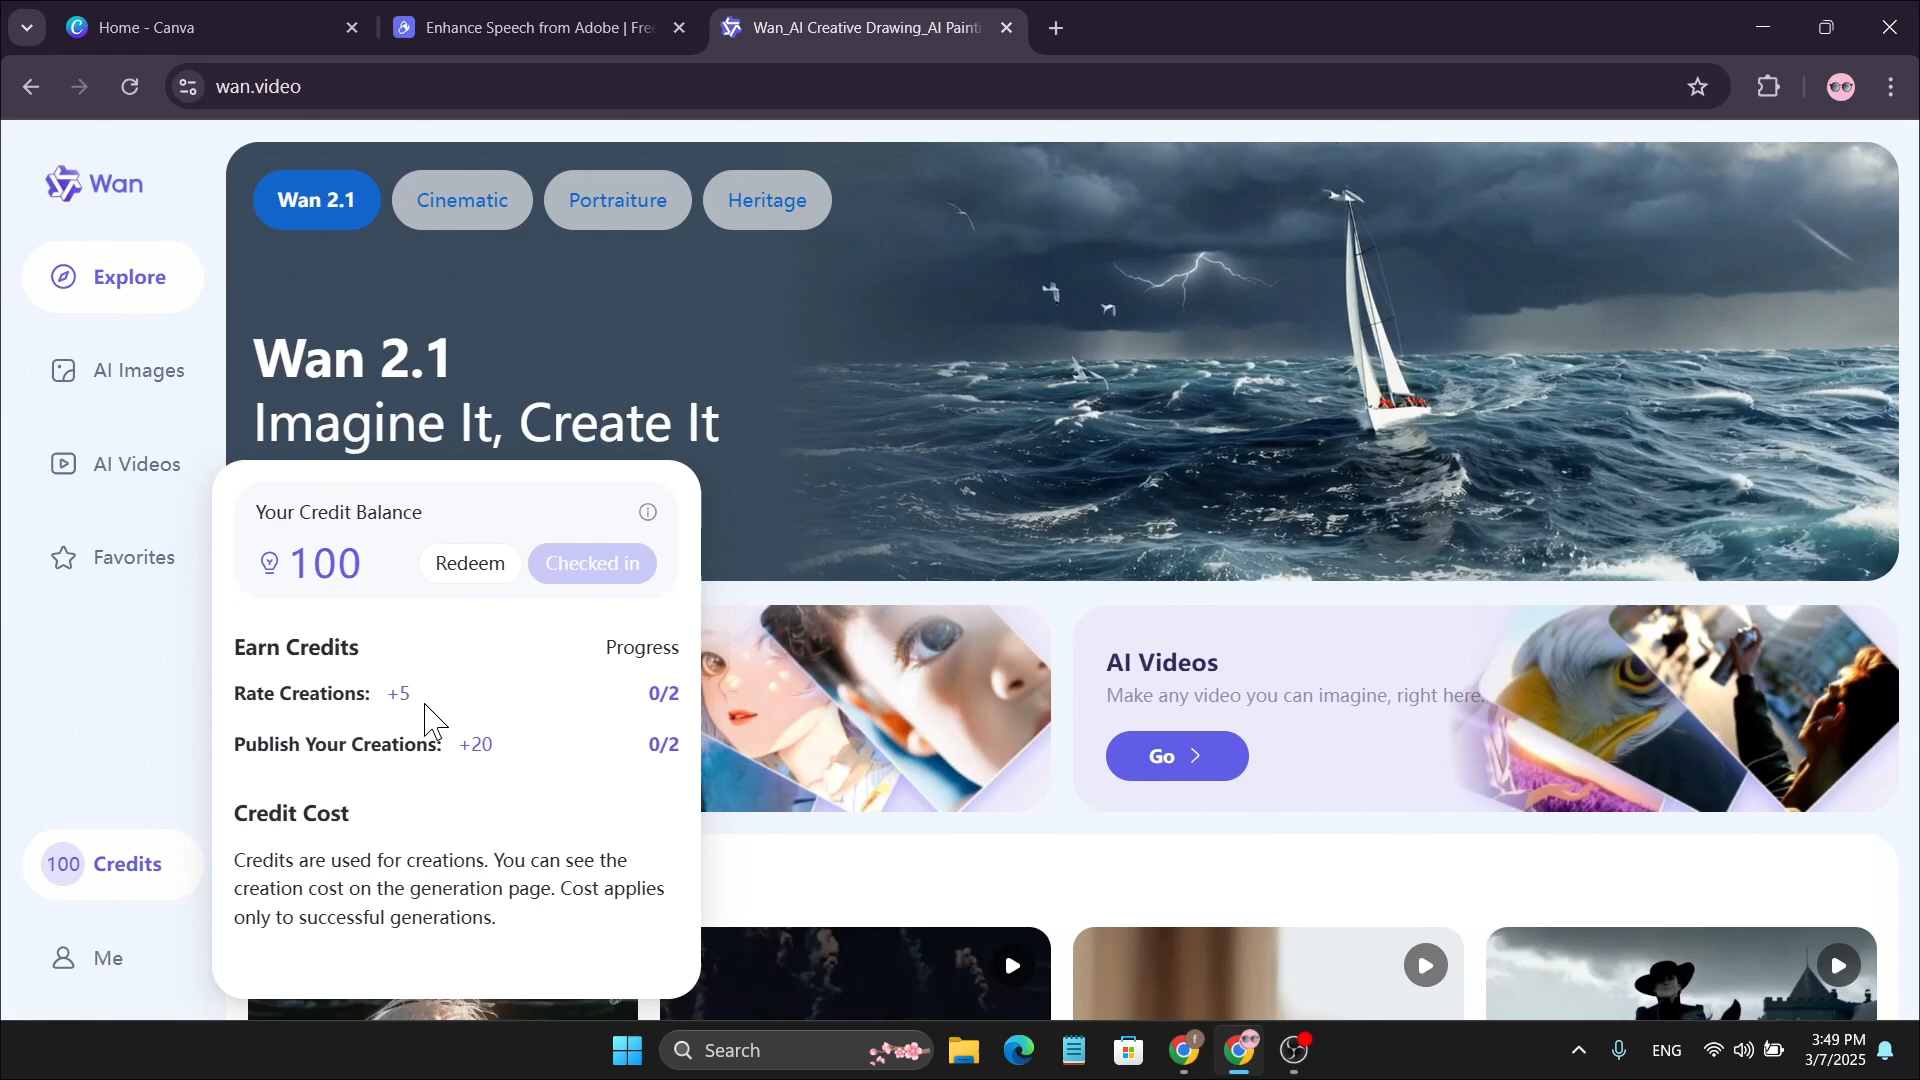 Home - Canva
Enhance Speech from Adobe | Fre
Wan_AI Creative Drawing_AI Painti
wan.video
Wan
Explore
AI Images
AI Videos
Favorites
100 Credits
Me
Wan 2.1
Cinematic
Portraiture
Heritage
Wan 2.1
Imagine It, Create It
Your Credit Balance
100
Redeem
Checked in
Earn Credits
Progress
Rate Creations: +5
0/2
Publish Your Creations: +20
0/2
Credit Cost
Credits are used for creations. You can see the
creation cost on the generation page. Cost applies
only to successful generations.
AI Videos
Make any video you can imagine, right here.
Go
Search
ENG
3:49 PM
3/7/2025